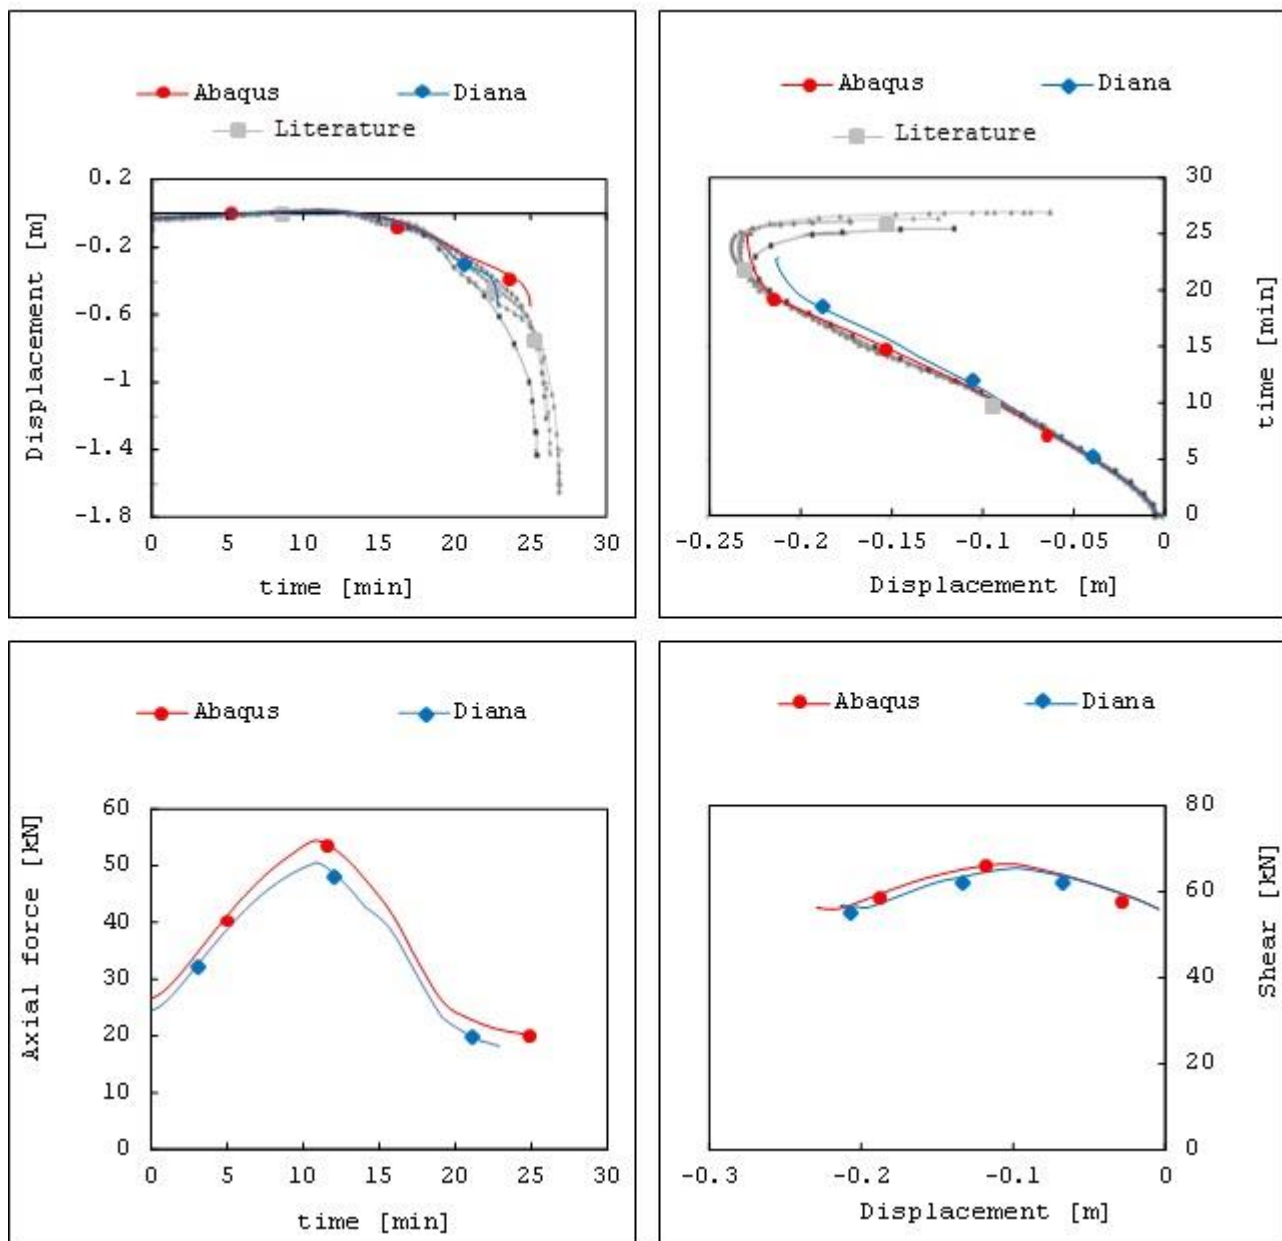 Abaqus Diana
Literature
0.2
-0.2
-0.6
-1
-1.4
-1.8
Displacement [m]
0 5 10 15 20 25 30
time [min]
Abaqus Diana
Literature
30
25
20
15
10
5
0
time [min]
-0.25 -0.2 -0.15 -0.1 -0.05 0
Displacement [m]
Abaqus Diana
60
50
40
30
20
10
0
Axial force [kN]
0 5 10 15 20 25 30
time [min]
Abaqus Diana
80
60
40
20
0
Shear [kN]
-0.3 -0.2 -0.1 0
Displacement [m]